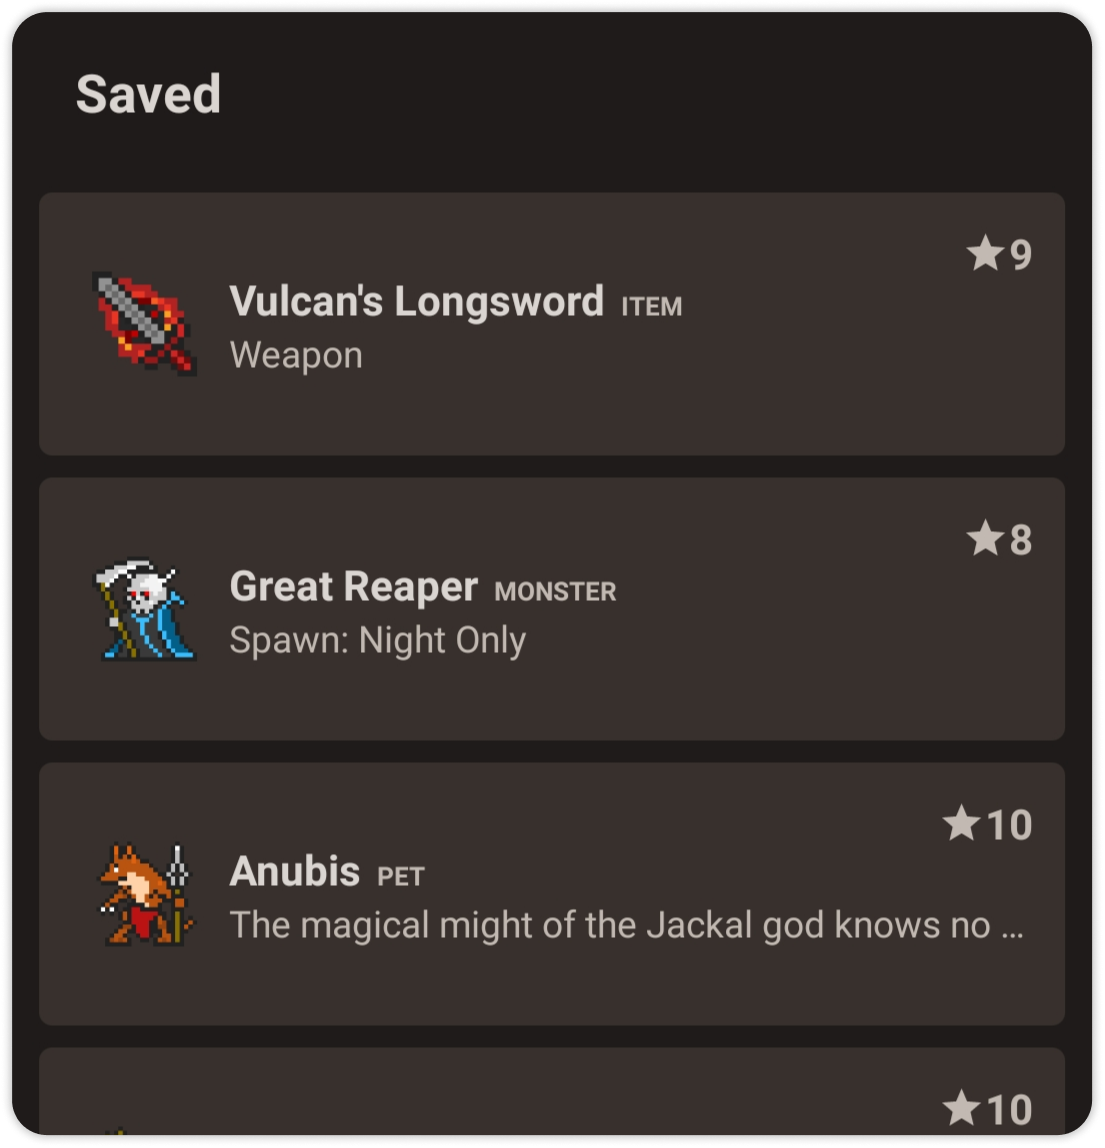 Saved
★9
Vulcan's Longsword ITEM
Weapon
★8
Great Reaper MONSTER
Spawn: Night Only
★10
Anubis PET
The magical might of the Jackal god knows no ...
★10